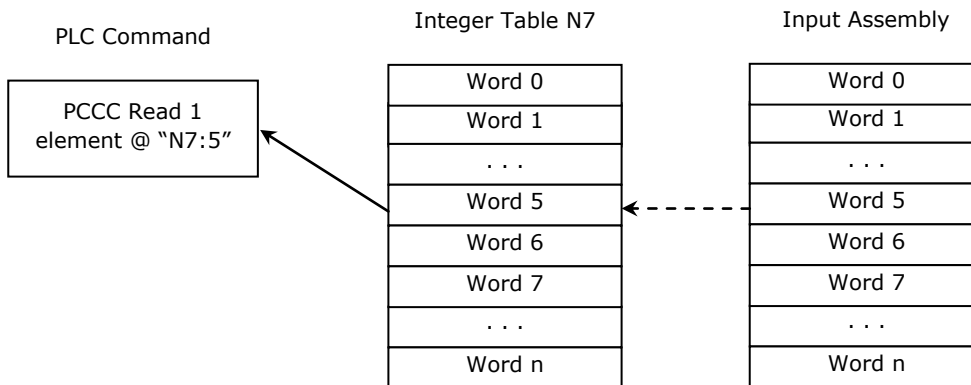 PLC Command
PCCC Read 1
element @ “N7:5”
Integer Table N7
Word 0
Word 1
. . .
Word 5
Word 6
Word 7
. . .
Word n
Input Assembly
Word 0
Word 1
. . .
Word 5
Word 6
Word 7
. . .
Word n